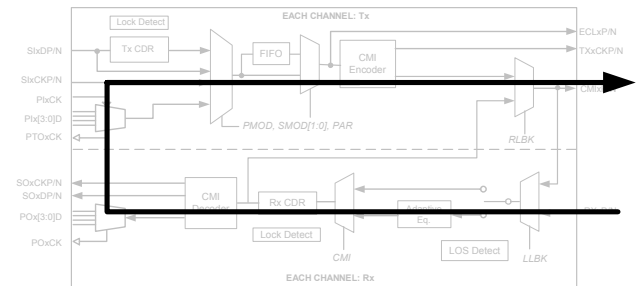 EACH CHANNEL: Tx
Lock Detect
ECLxP/N
SIxDP/N
Tx CDR
TXxCKP/N
FIFO
CMI
Encoder
SIxCKP/N
PIxCK
PIx[3:0]D
PTOxCK
PMOD, SMOD[1:0], PAR
RLBK
SOxCKP/N
SOxDP/N
CMI
Rx CDR
Adaptive
Eq.
POx[3:0]D
Lock Detect
LOS Detect
POxCK
CMI
LLBK
EACH CHANNEL: Rx